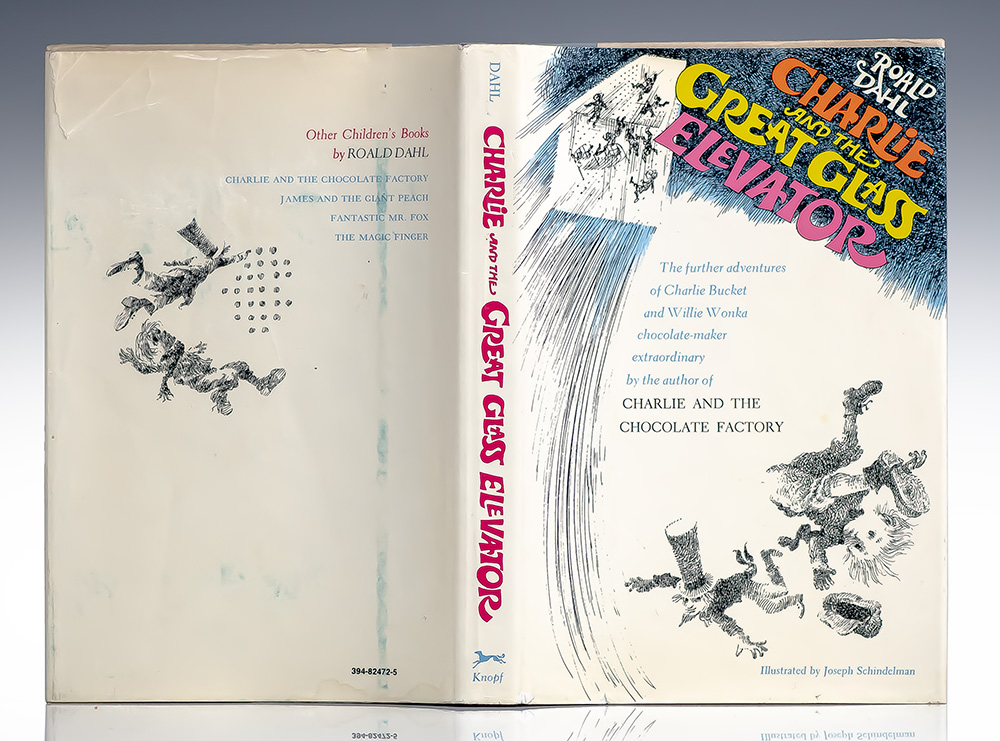 Other Children's Books
by ROALD DAHL
CHARLIE AND THE CHOCOLATE FACTORY
JAMES AND THE GIANT PEACH
FANTASTIC MR. FOX
THE MAGIC FINGER
394-82472-5
DAHL
CHARLIE AND THE GREAT GLASS ELEVATOR
Knopf
ROALD
DAHL
CHARLIE
AND THE
GREAT GLASS
ELEVATOR
The further adventures
of Charlie Bucket
and Willie Wonka
chocolate-maker
extraordinary
by the author of
CHARLIE AND THE
CHOCOLATE FACTORY
Illustrated by Joseph Schindelman